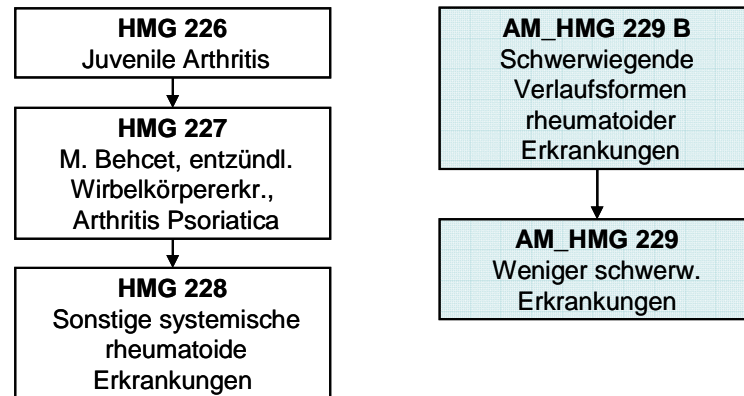 HMG 226
Juvenile Arthritis
HMG 227
M. Behcet, entzündl.
Wirbelkörpererkr.,
Arthritis Psoriatica
HMG 228
Sonstige systemische
rheumatoide
Erkrankungen
AM_HMG 229 B
Schwerwiegende
Verlaufsformen
rheumatoider
Erkrankungen
AM_HMG 229
Weniger schwerw.
Erkrankungen